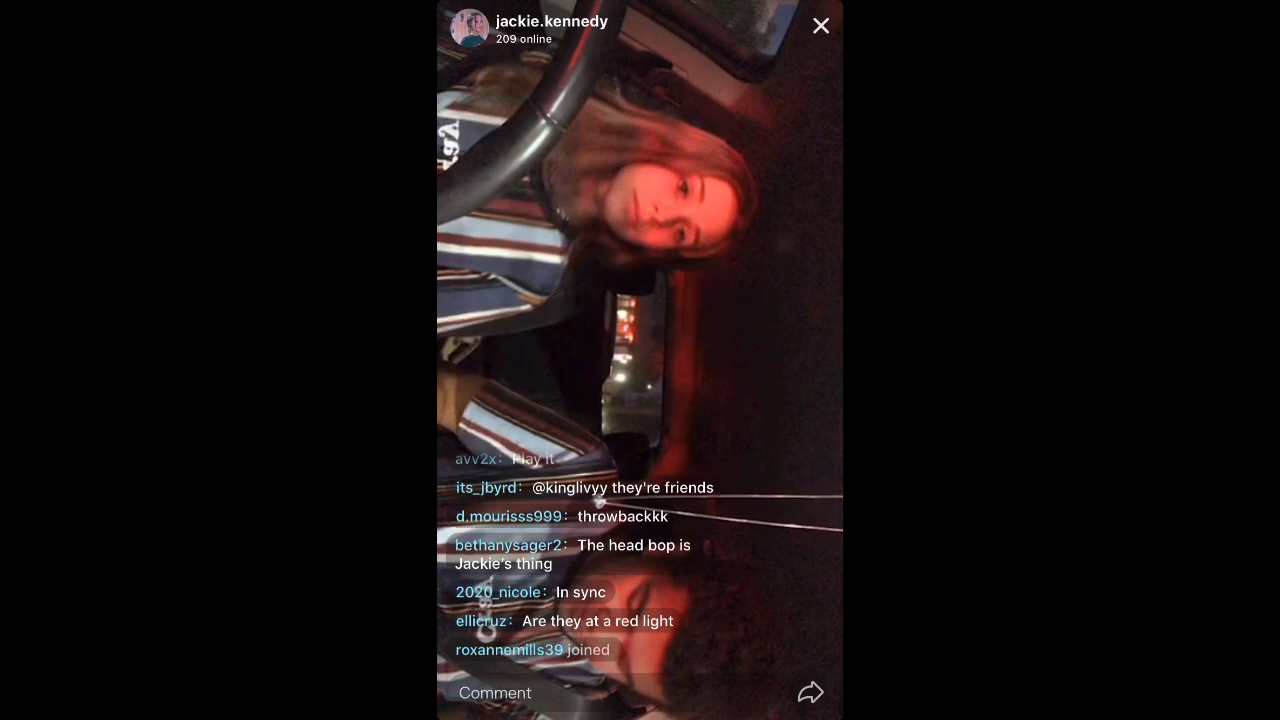 jackie.kennedy
209 online
avv2x: Play it
its_jbyrd: @kinglivyy they're friends
d.mourisss999: throwbackkk
bethanysager2: The head bop is
Jackie's thing
2020_nicole: In sync
ellicruz: Are they at a red light
roxannemills39 joined
Comment